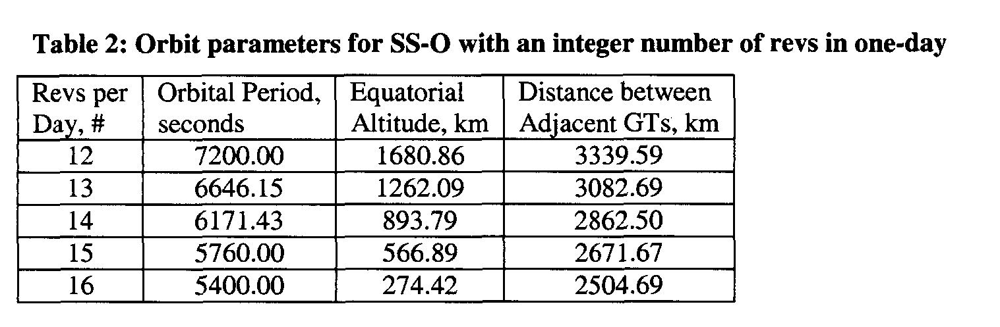 Table 2: Orbit parameters for SS-O with an integer number of revs in one-day
Revs per Day, # | Orbital Period, seconds | Equatorial Altitude, km | Distance between Adjacent GTs, km
12 | 7200.00 | 1680.86 | 3339.59
13 | 6646.15 | 1262.09 | 3082.69
14 | 6171.43 | 893.79 | 2862.50
15 | 5760.00 | 566.89 | 2671.67
16 | 5400.00 | 274.42 | 2504.69